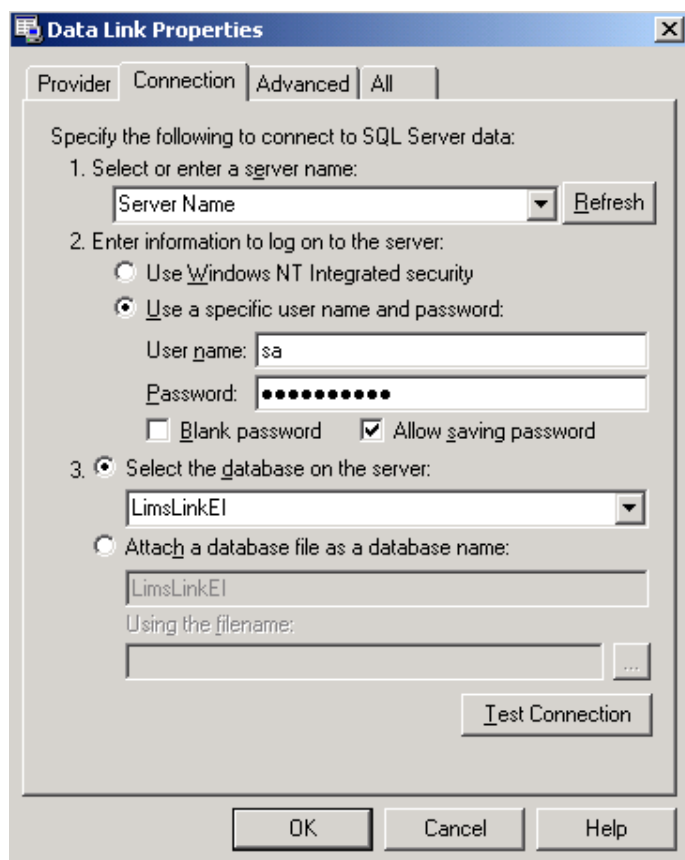 Data Link Properties
Provider Connection Advanced All
Specify the following to connect to SQL Server data:
1. Select or enter a server name:
Server Name Refresh
2. Enter information to log on to the server:
Use Windows NT Integrated security
Use a specific user name and password:
User name: sa
Password: ●●●●●●●●●●
Blank password Allow saving password
3. Select the database on the server:
LimsLinkEI
Attach a database file as a database name:
LimsLinkEI
Using the filename:
...
Test Connection
OK Cancel Help